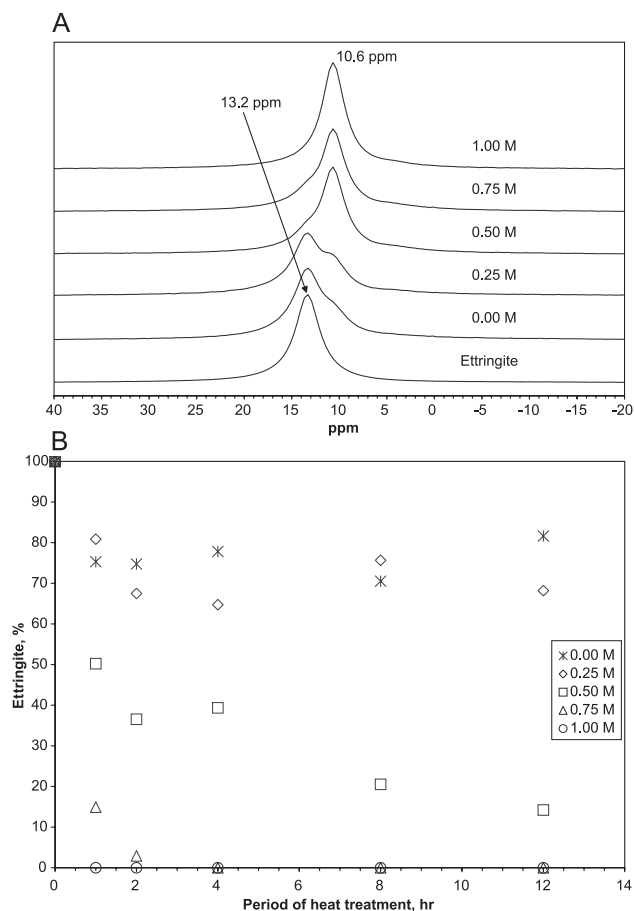 A
10.6 ppm
13.2 ppm
1.00 M
0.75 M
0.50 M
0.25 M
0.00 M
Ettringite
40 35 30 25 20 15 10 5 0 -5 -10 -15 -20
ppm
B
100
90
80
70
60
50
40
30
20
10
0
Ettringite, %
0.00 M
0.25 M
0.50 M
0.75 M
1.00 M
0 2 4 6 8 10 12 14
Period of heat treatment, hr